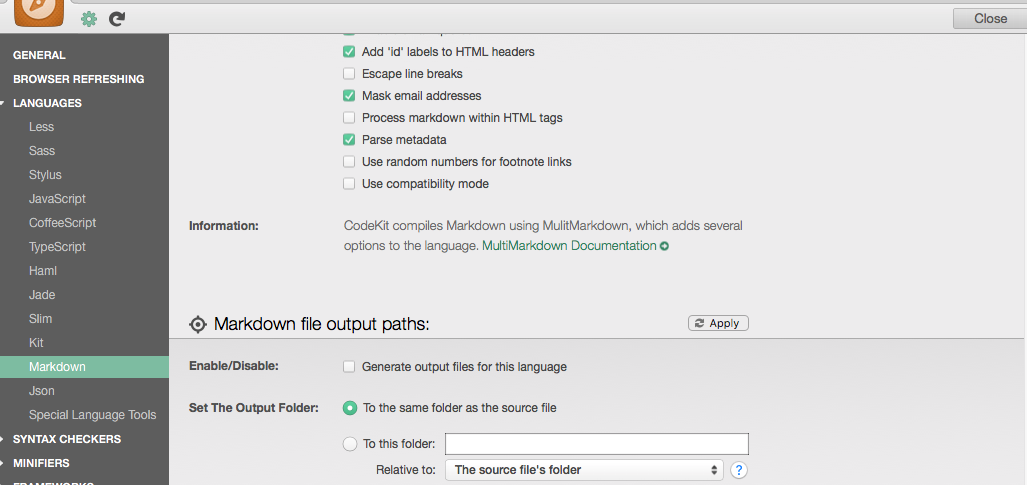 Close
GENERAL
BROWSER REFRESHING
LANGUAGES
Less
Sass
Stylus
JavaScript
CoffeeScript
TypeScript
Haml
Jade
Slim
Kit
Markdown
Json
Special Language Tools
SYNTAX CHECKERS
MINIFIERS
FRAMEWORKS
Add 'id' labels to HTML headers
Escape line breaks
Mask email addresses
Process markdown within HTML tags
Parse metadata
Use random numbers for footnote links
Use compatibility mode
Information:
CodeKit compiles Markdown using MulitMarkdown, which adds several
options to the language. MultiMarkdown Documentation
Markdown file output paths:
Apply
Enable/Disable:
Generate output files for this language
Set The Output Folder:
To the same folder as the source file
To this folder:
Relative to:
The source file's folder
?